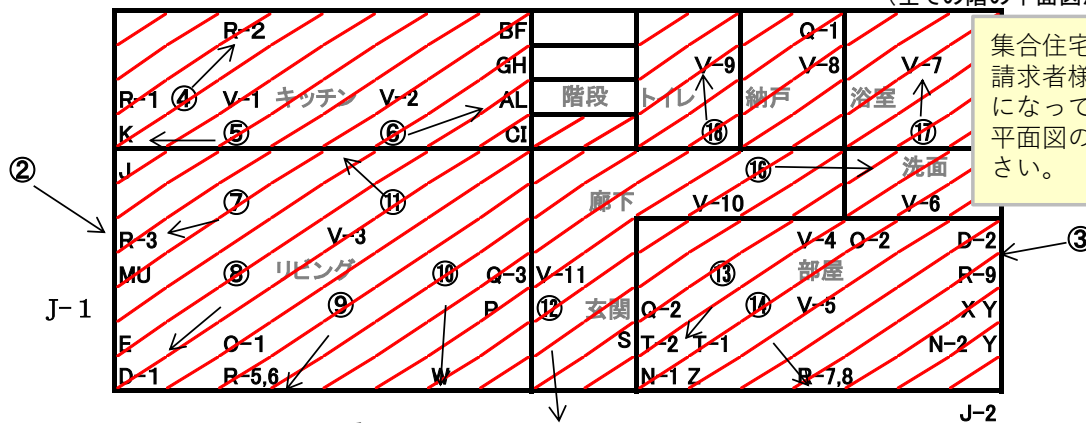 R-2 BF Q-1
GH V-9 V-8 V-7
R-1 ④ V-1 キッチン V-2 AL 階段 トイレ 納戸 浴室
K ⑤ ⑥ CI ⑱ ⑰
集合住宅
請求者様
になって
平面図の
さい。
② J ⑯ 洗面
⑦ ⑪ 廊下 V-10 V-6
R-3 V-3 V-4 O-2 D-2 ③
MU ⑧ リビング ⑩ Q-3 V-11 ⑬ 部屋 R-9
J-1 ⑨ P ⑫ 玄関 Q-2 ⑭ V-5 X Y
E O-1 S T-2 T-1 N-2 Y
D-1 R-5,6 W N-1 Z R-7,8
J-2